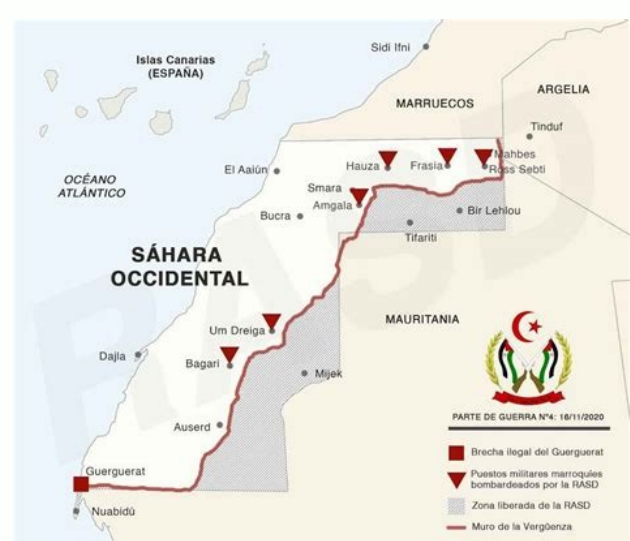 Sidi Ifni
Islas Canarias
(ESPAÑA)
MARRUECOS
ARGELIA
Tinduf
OCÉANO
ATLÁNTICO
El Aaiún
Hauza
Frasia
Mahbes
Ross Sebti
Smara
Amgala
Bucra
Bir Lehlou
Tifariti
SÁHARA
OCCIDENTAL
MAURITANIA
Um Dreiga
Dajla
Bagari
Mijek
Auserd
Guerguerat
Nuabidú
RASD
PARTE DE GUERRA Nº4: 16/11/2020
Brecha ilegal del Guerguerat
Puestos militares marroquíes
bombardeados por la RASD
Zona liberada de la RASD
Muro de la Vergüenza